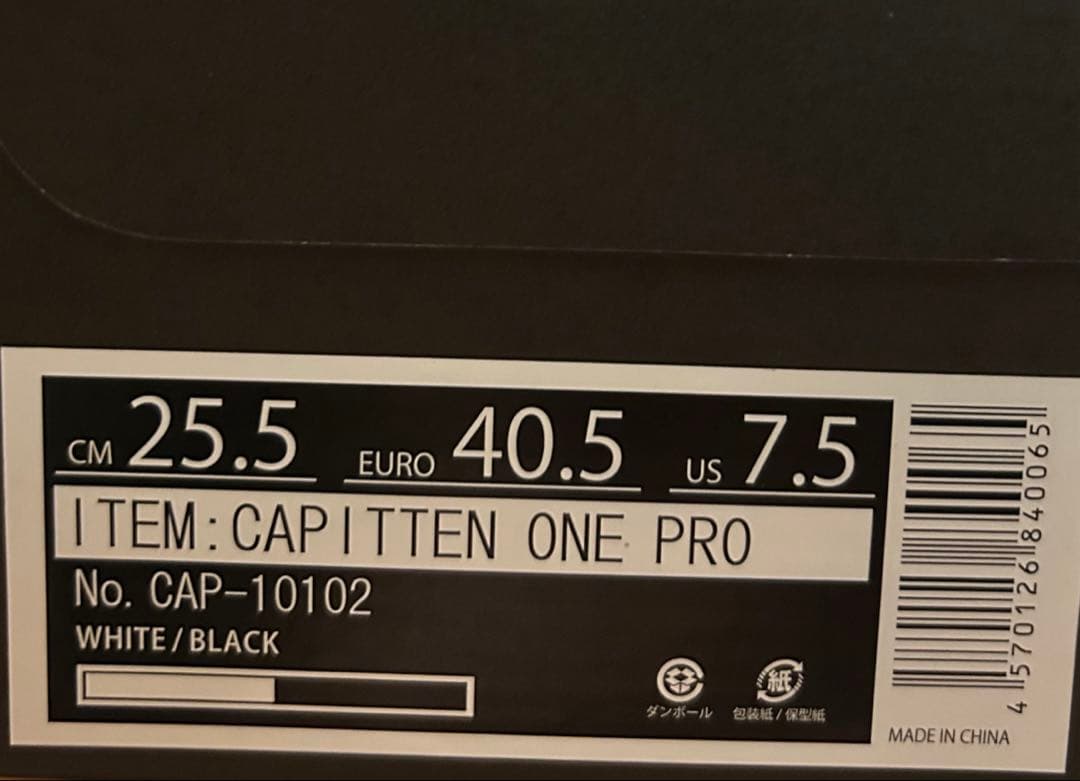 CM 25.5 EURO 40.5 US 7.5
ITEM:CAPITTEN ONE PRO
No. CAP-10102
WHITE/BLACK
紙
ダンボール 包装紙/保型紙
4570126840065
MADE IN CHINA